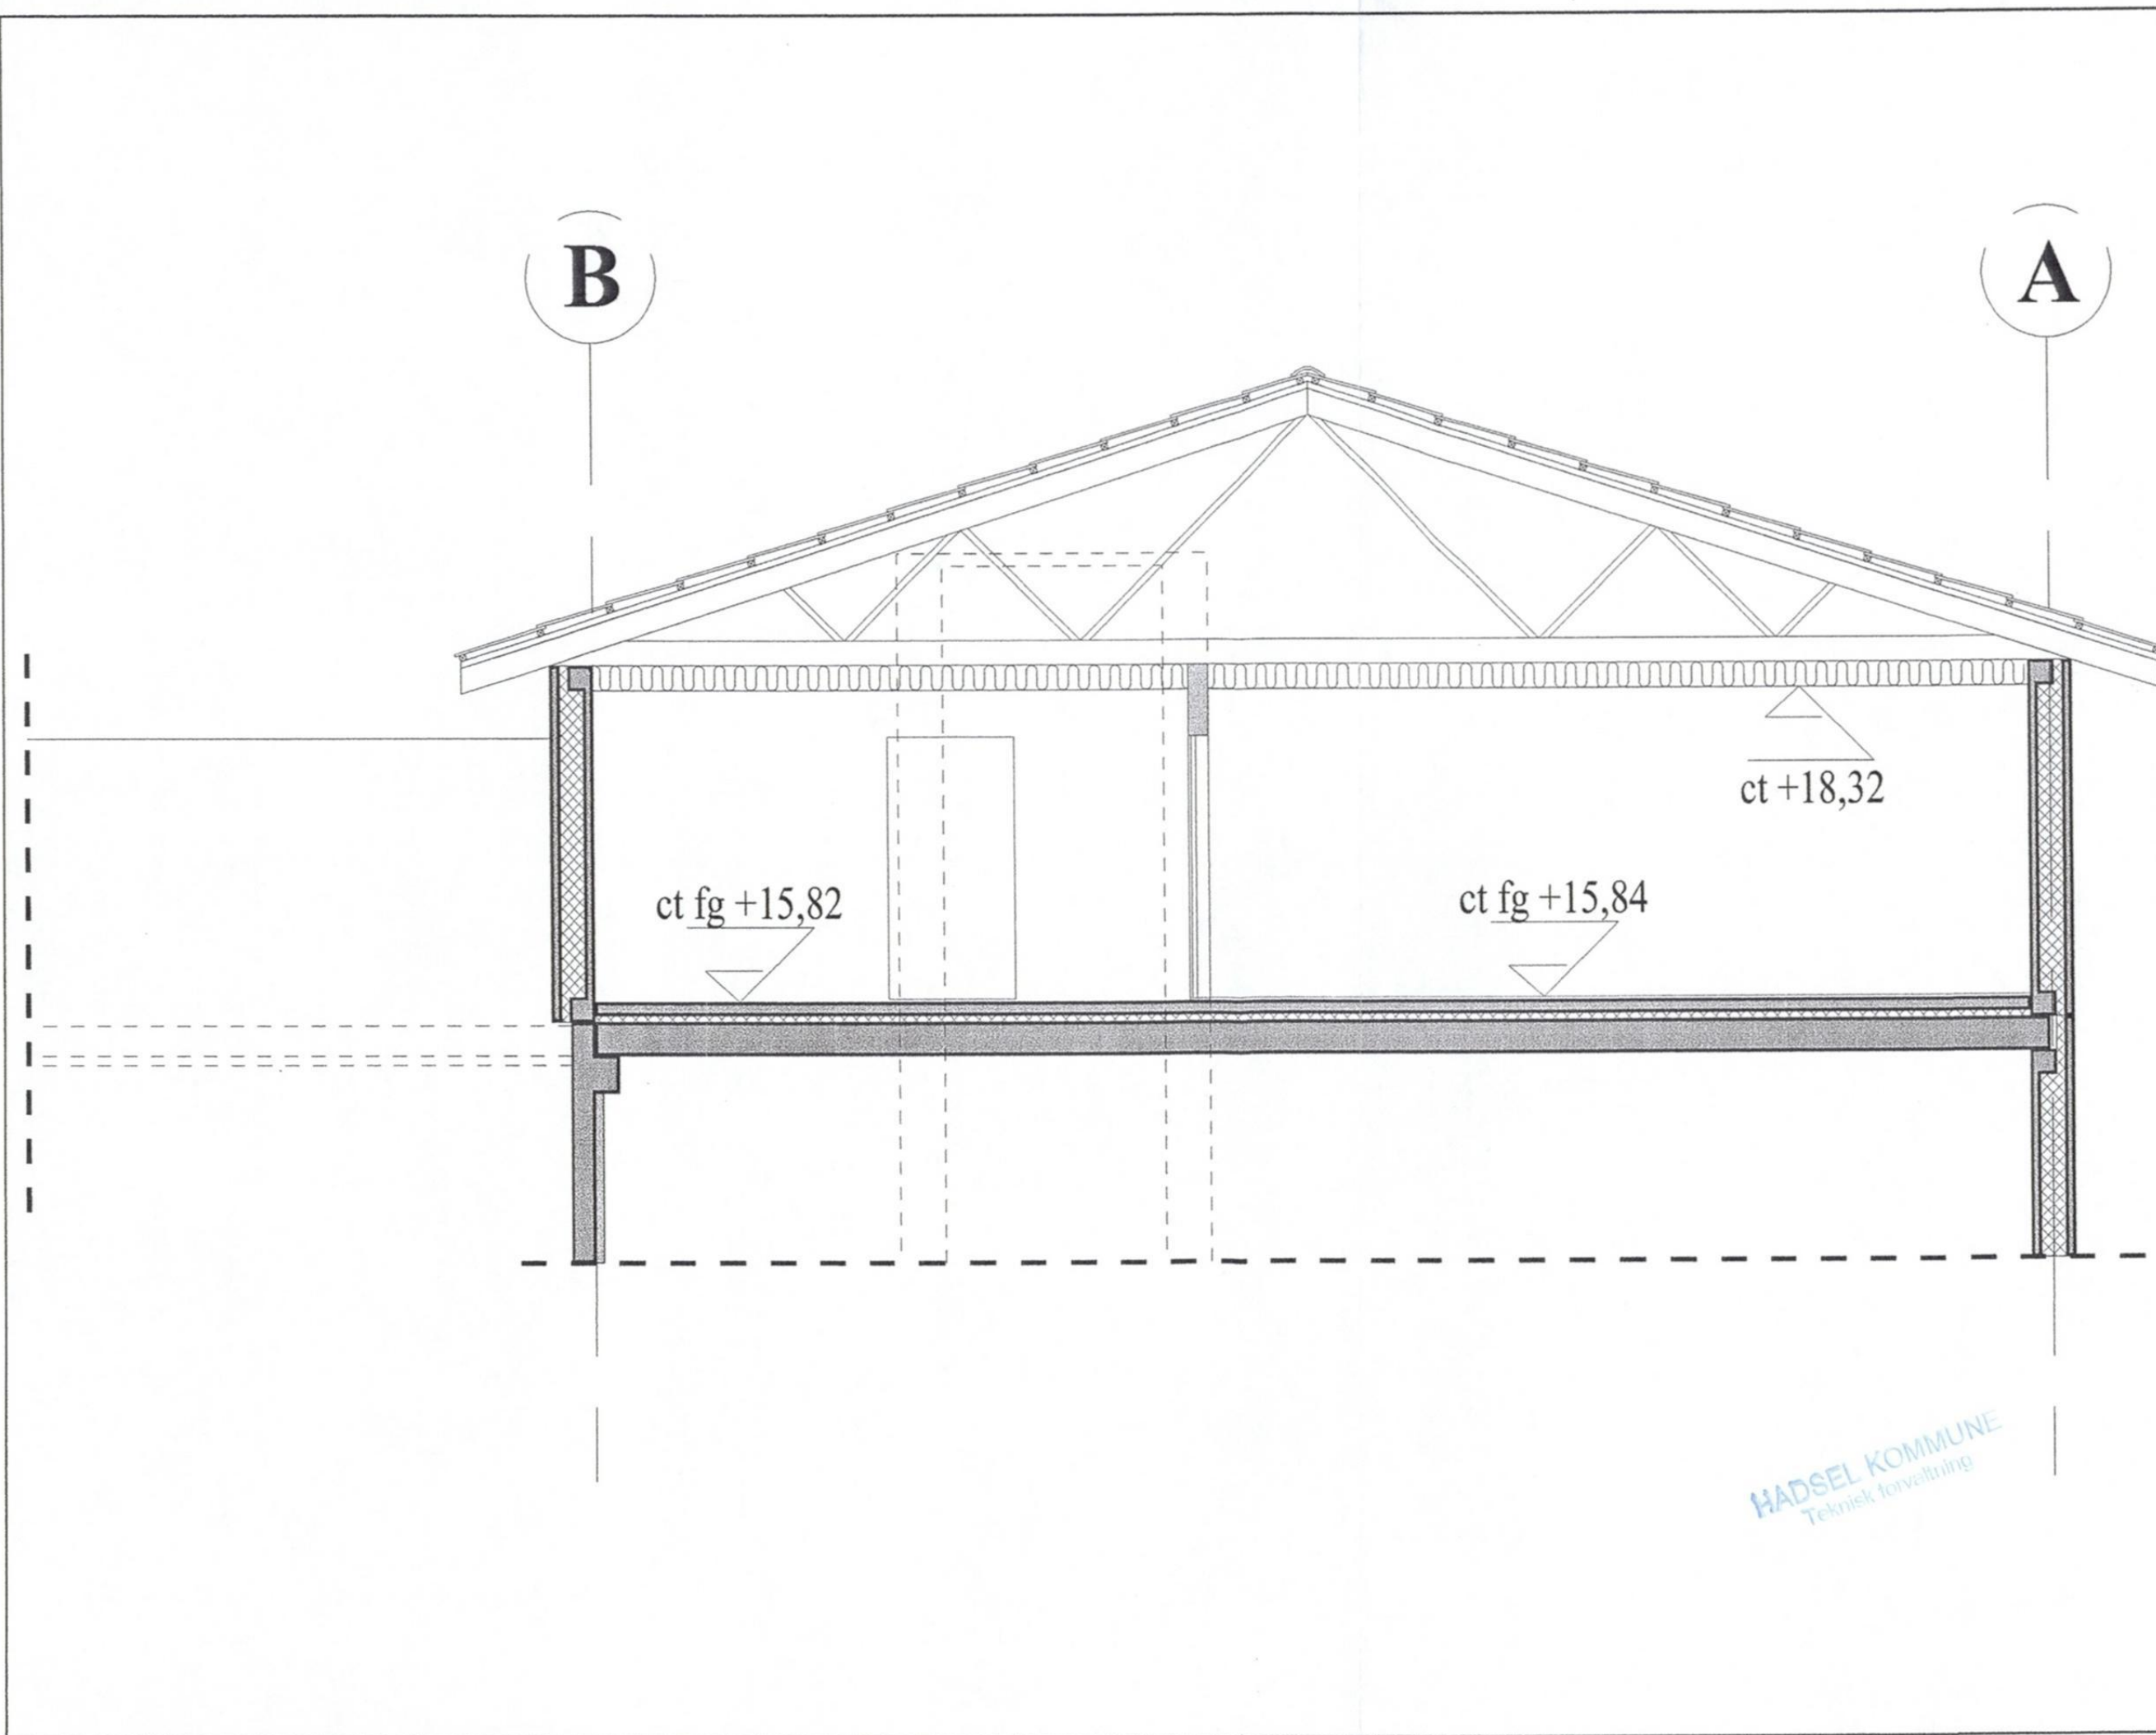 B
A
ct +18,32
ct fg +15,82
ct fg +15,84
HADSEL KOMMUNE
Teknisk forvaltning